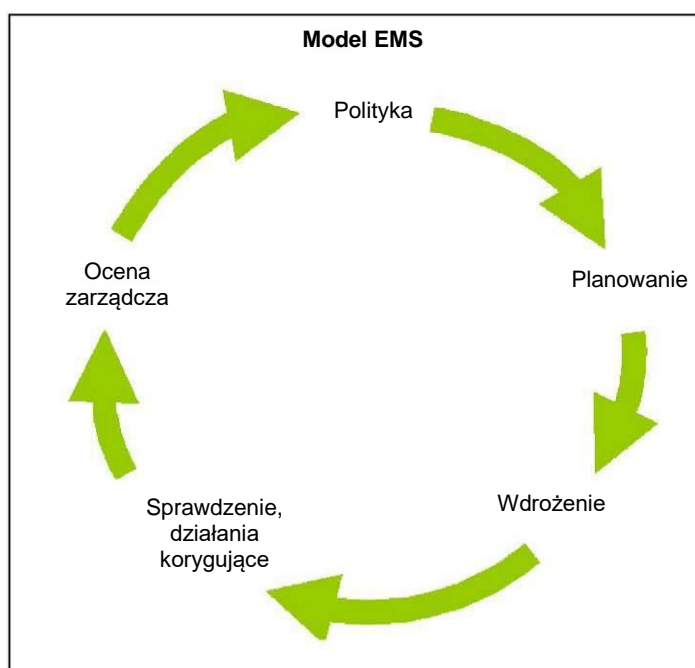 Model EMS
Polityka
Planowanie
Wdrożenie
Sprawdzenie,
działania
korygujące
Ocena
zarządcza